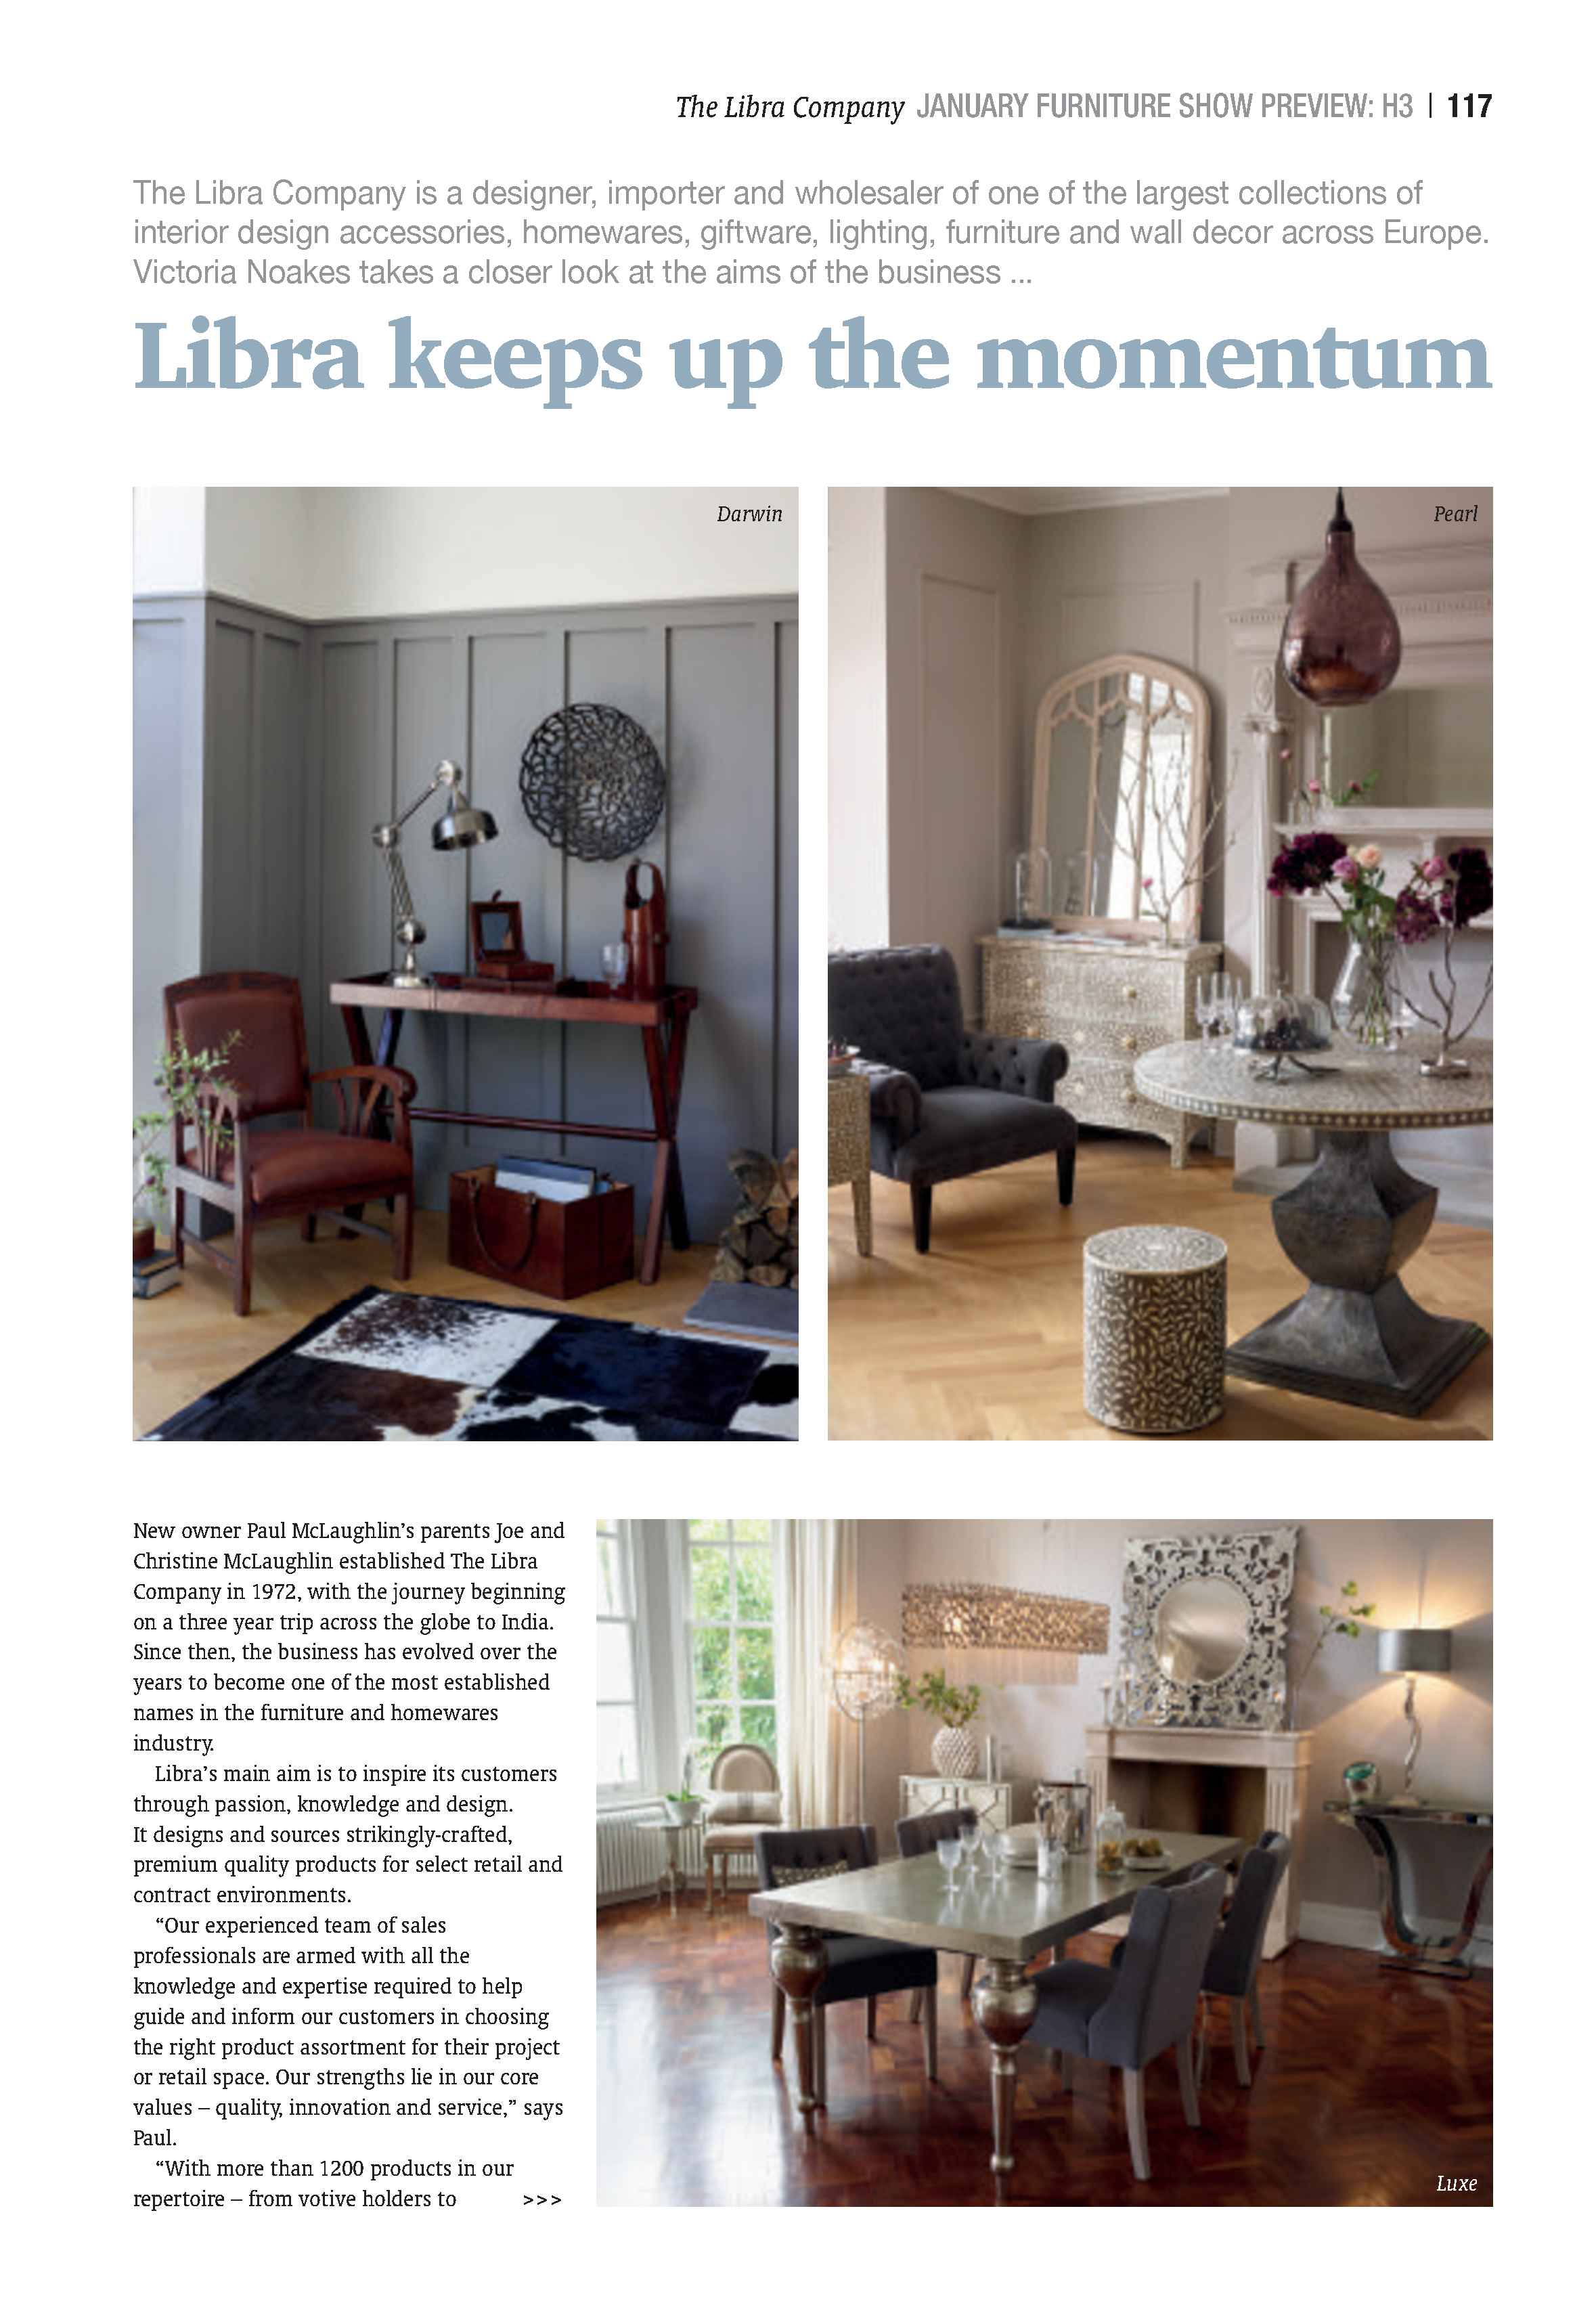 The Libra Company JANUARY FURNITURE SHOW PREVIEW: H3 | 117
The Libra Company is a designer, importer and wholesaler of one of the largest collections of
interior design accessories, homewares, giftware, lighting, furniture and wall decor across Europe.
Victoria Noakes takes a closer look at the aims of the business ...
Libra keeps up the momentum
Darwin
Pearl
New owner Paul McLaughlin’s parents Joe and
Christine McLaughlin established The Libra
Company in 1972, with the journey beginning
on a three year trip across the globe to India.
Since then, the business has evolved over the
years to become one of the most established
names in the furniture and homewares
industry.
Libra’s main aim is to inspire its customers
through passion, knowledge and design.
It designs and sources strikingly-crafted,
premium quality products for select retail and
contract environments.
“Our experienced team of sales
professionals are armed with all the
knowledge and expertise required to help
guide and inform our customers in choosing
the right product assortment for their project
or retail space. Our strengths lie in our core
values – quality, innovation and service,” says
Paul.
“With more than 1200 products in our
repertoire – from votive holders to >>>
Luxe